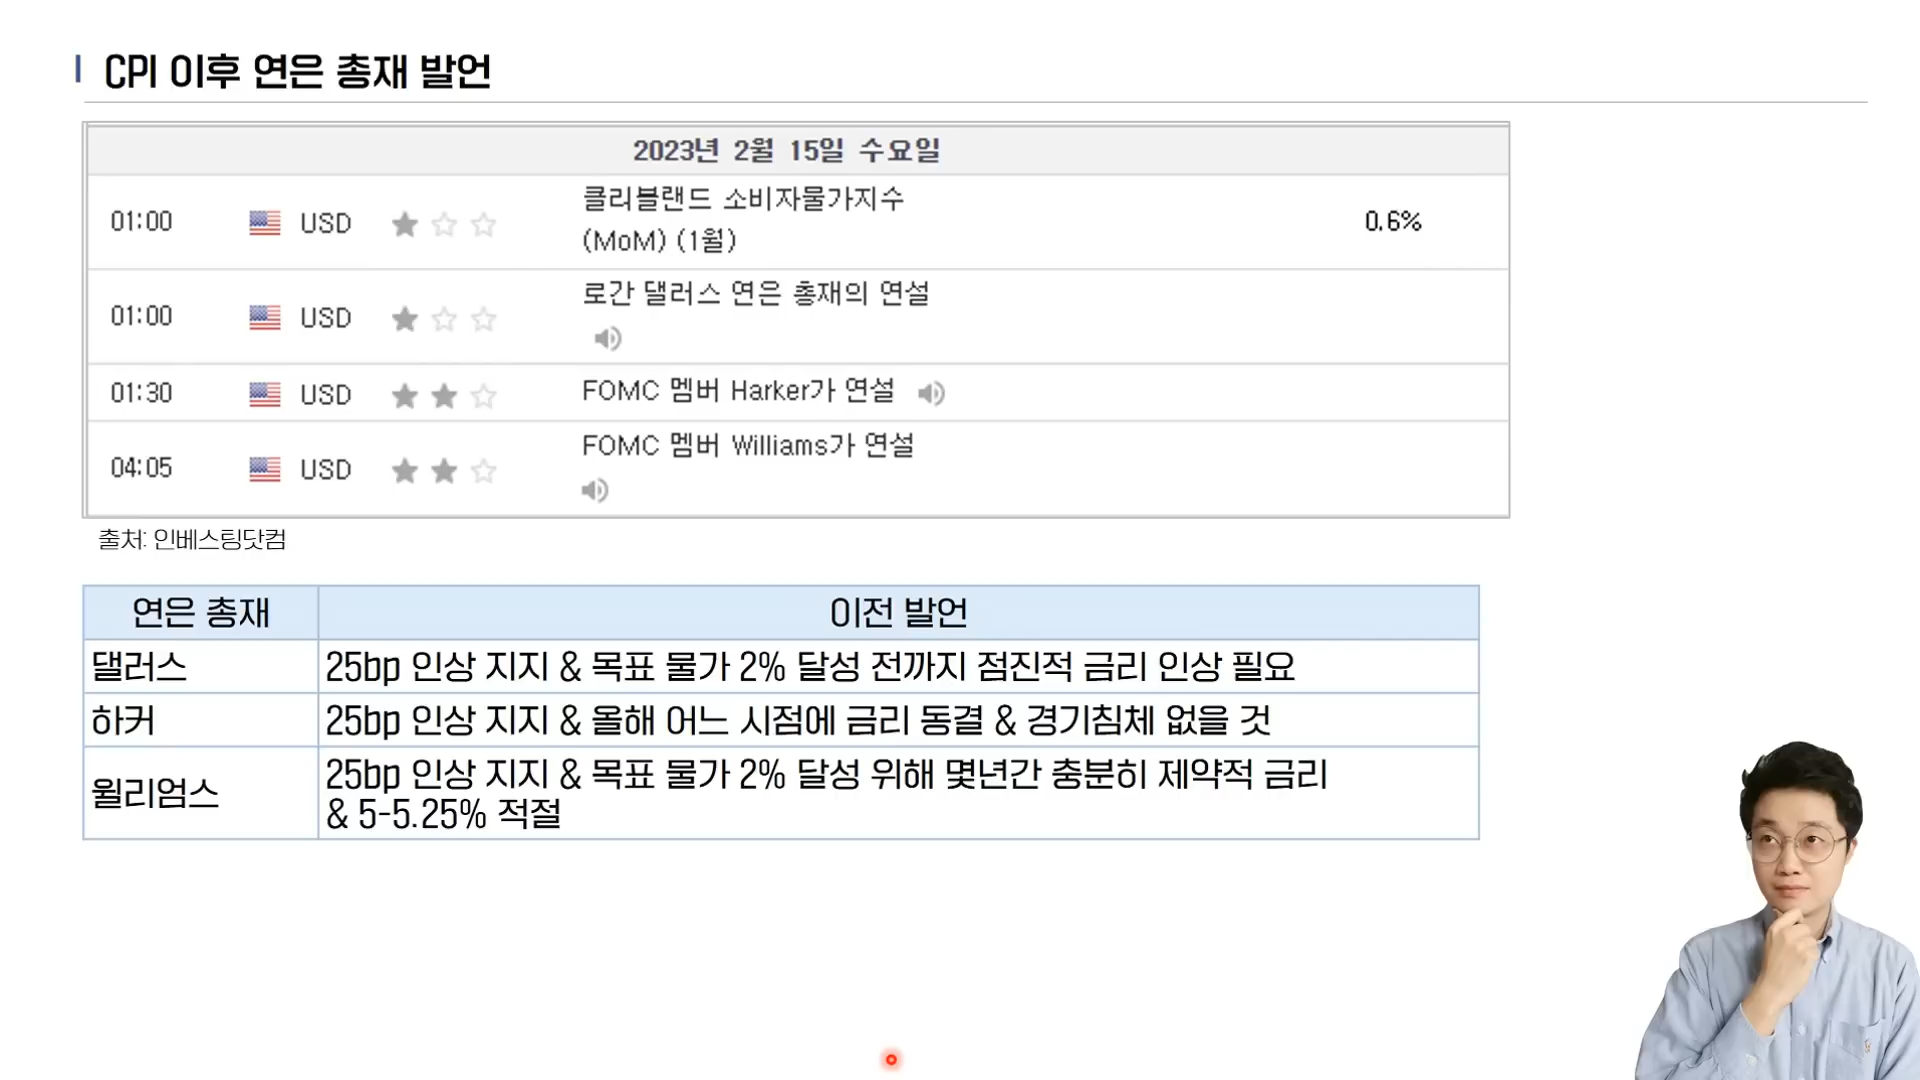 CPI 이후 연은 총재 발언
2023년 2월 15일 수요일
01:00 USD 클리블랜드 소비자물가지수 0.6%
(MoM) (1월)
01:00 USD 로간 댈러스 연은 총재의 연설
01:30 USD FOMC 멤버 Harker가 연설
04:05 USD FOMC 멤버 Williams가 연설
출처: 인베스팅닷컴
연은 총재 이전 발언
댈러스 25bp 인상 지지 & 목표 물가 2% 달성 전까지 점진적 금리 인상 필요
하커 25bp 인상 지지 & 올해 어느 시점에 금리 동결 & 경기침체 없을 것
윌리엄스 25bp 인상 지지 & 목표 물가 2% 달성 위해 몇년간 충분히 제약적 금리
& 5-5.25% 적절